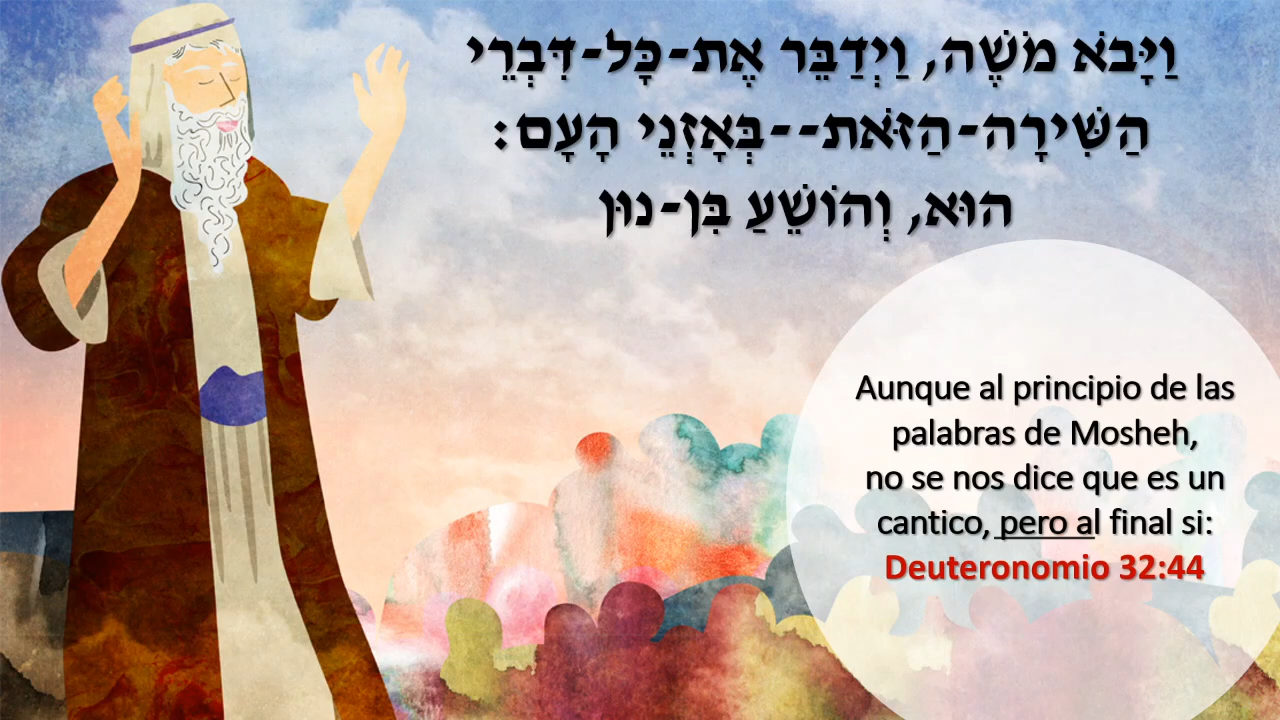 וַיָּבֹא מֹשֶׁה, וַיְדַבֵּר אֶת-כָּל-דִּבְרֵי
הַשִּׁירָה-הַזֹּאת--בְּאָזְנֵי הָעָם:
הוּא, וְהוֹשֵׁעַ בִּן-נוּן
Aunque al principio de las
palabras de Mosheh,
no se nos dice que es un
cantico, pero al final si:
Deuteronomio 32:44